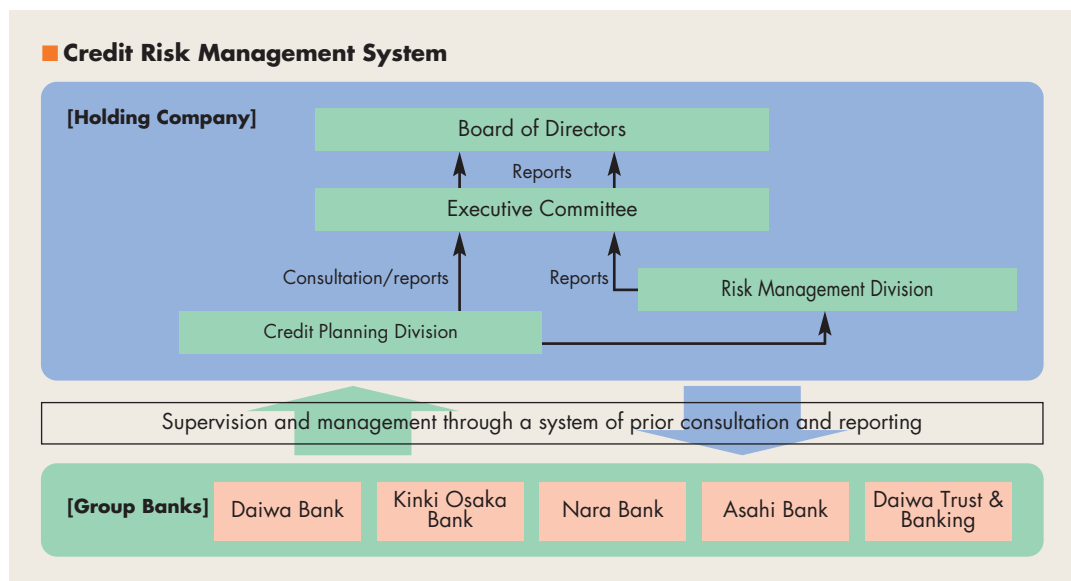 Credit Risk Management System
[Holding Company]
Board of Directors
Reports
Executive Committee
Consultation/reports
Reports
Risk Management Division
Credit Planning Division
Supervision and management through a system of prior consultation and reporting
[Group Banks]
Daiwa Bank
Kinki Osaka
Bank
Nara Bank
Asahi Bank
Daiwa Trust &
Banking